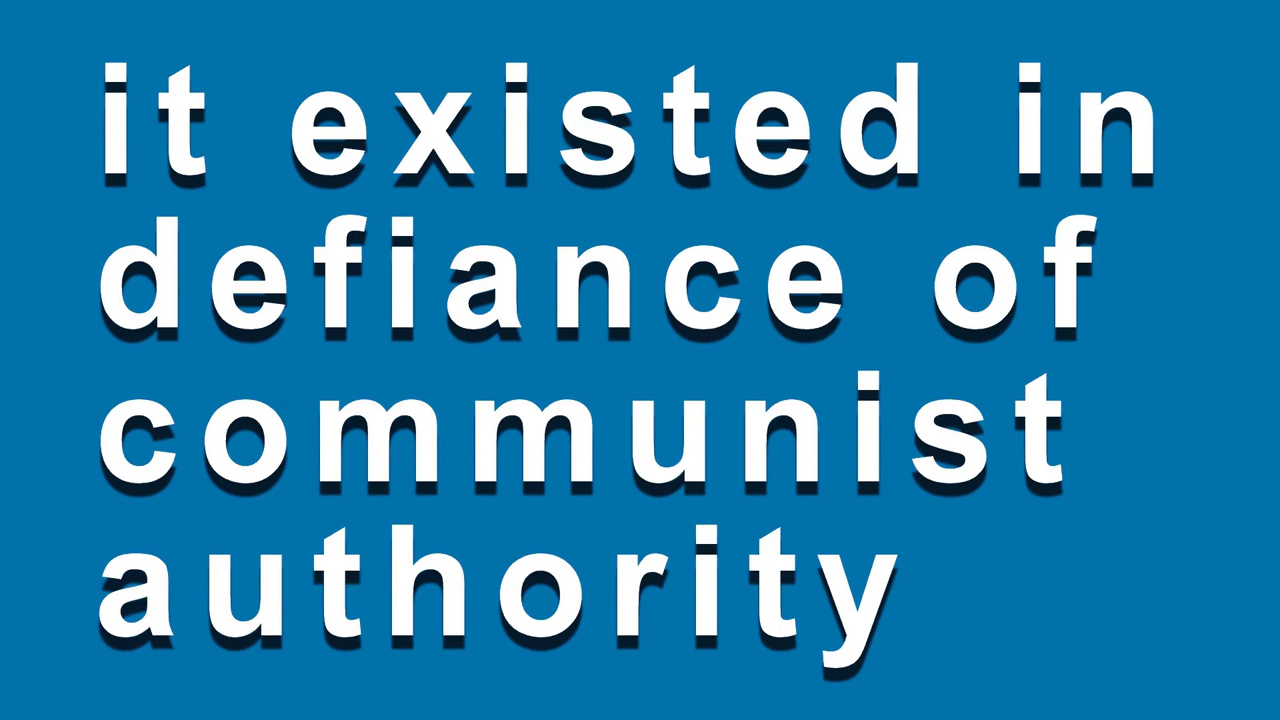 it existed in
defiance of
communist
authority